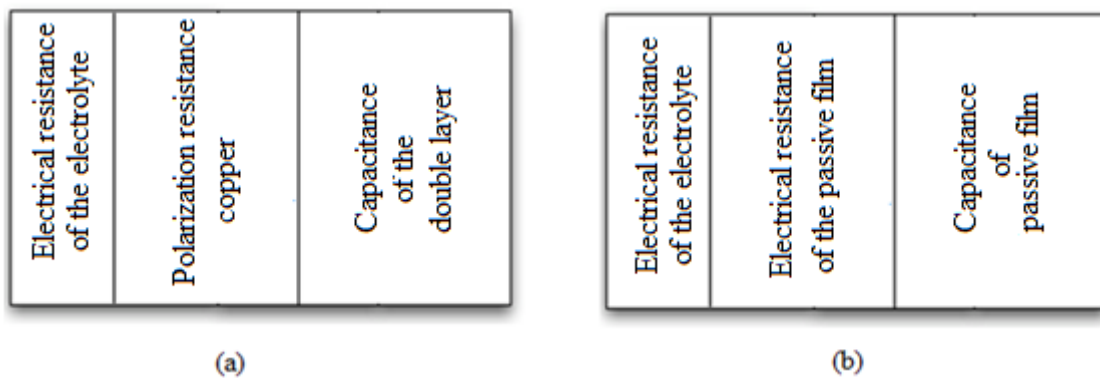 Electrical resistance
of the electrolyte
Polarization resistance
copper
Capacitance
of the
double layer
(a)
Electrical resistance
of the electrolyte
Electrical resistance
of the passive film
Capacitance
of
passive film
(b)